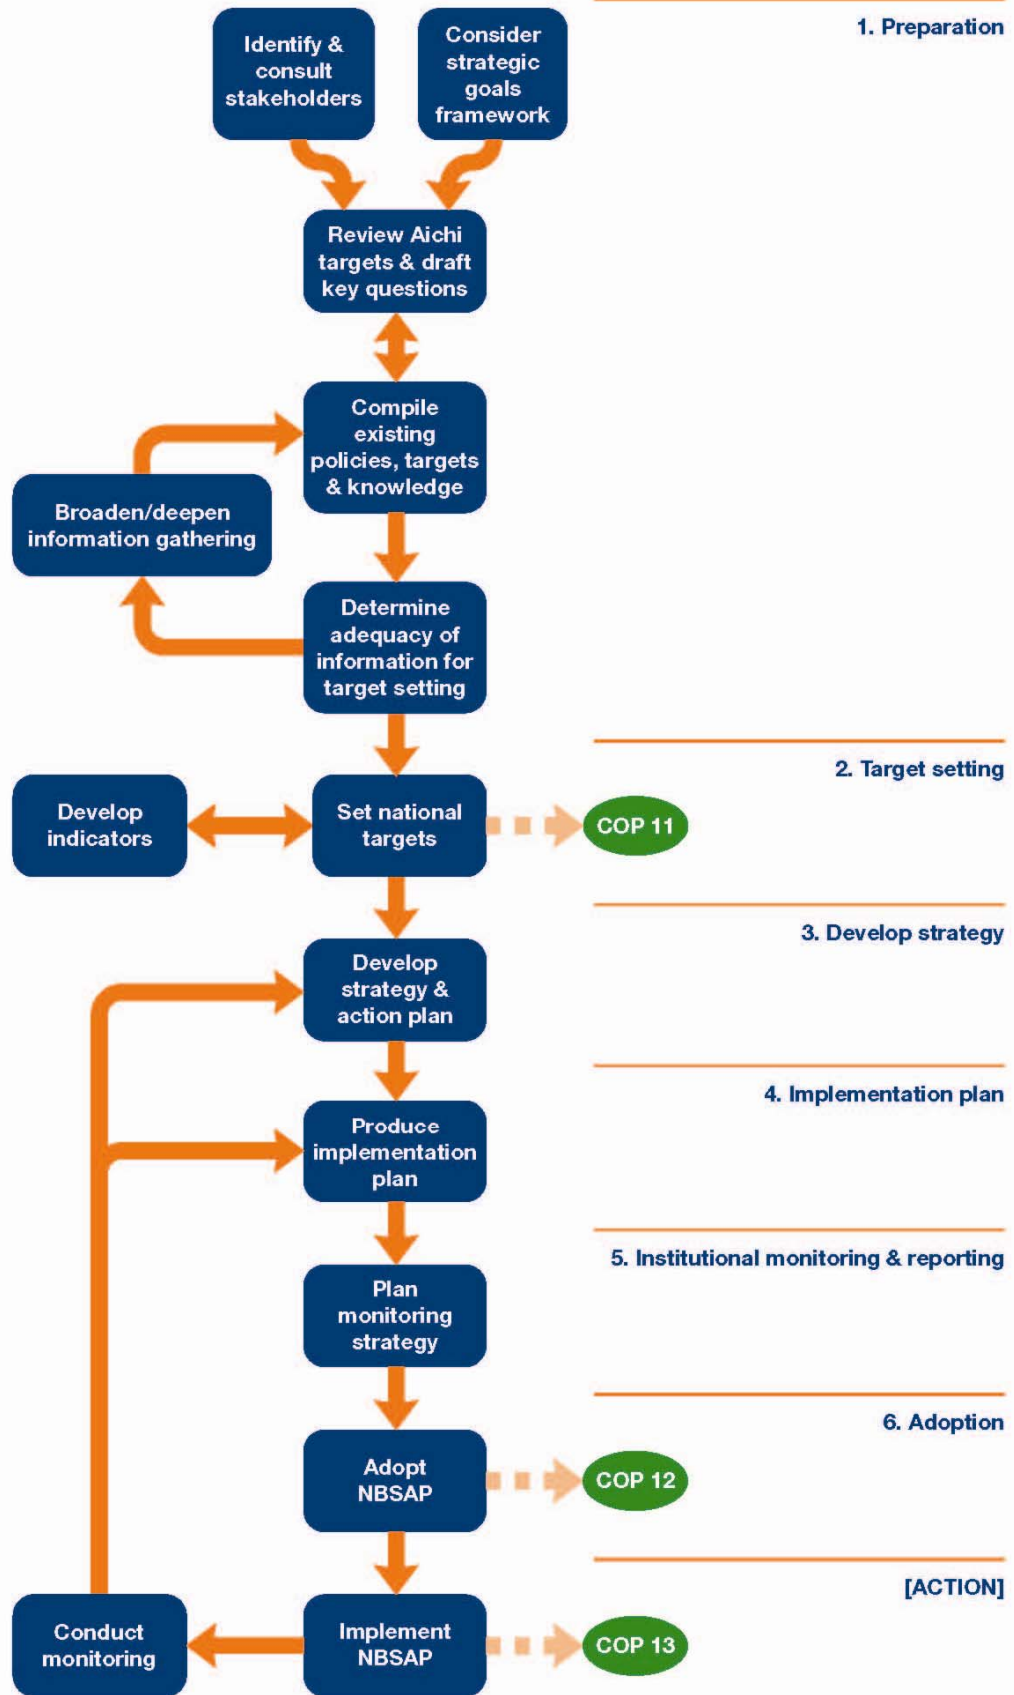 1. Preparation
Identify &
consult
stakeholders
Consider
strategic
goals
framework
Review Aichi
targets & draft
key questions
Compile
existing
policies, targets
& knowledge
Broaden/deepen
information gathering
Determine
adequacy of
information for
target setting
2. Target setting
Develop
indicators
Set national
targets
COP 11
3. Develop strategy
Develop
strategy &
action plan
4. Implementation plan
Produce
implementation
plan
5. Institutional monitoring & reporting
Plan
monitoring
strategy
6. Adoption
Adopt
NBSAP
COP 12
[ACTION]
Conduct
monitoring
Implement
NBSAP
COP 13